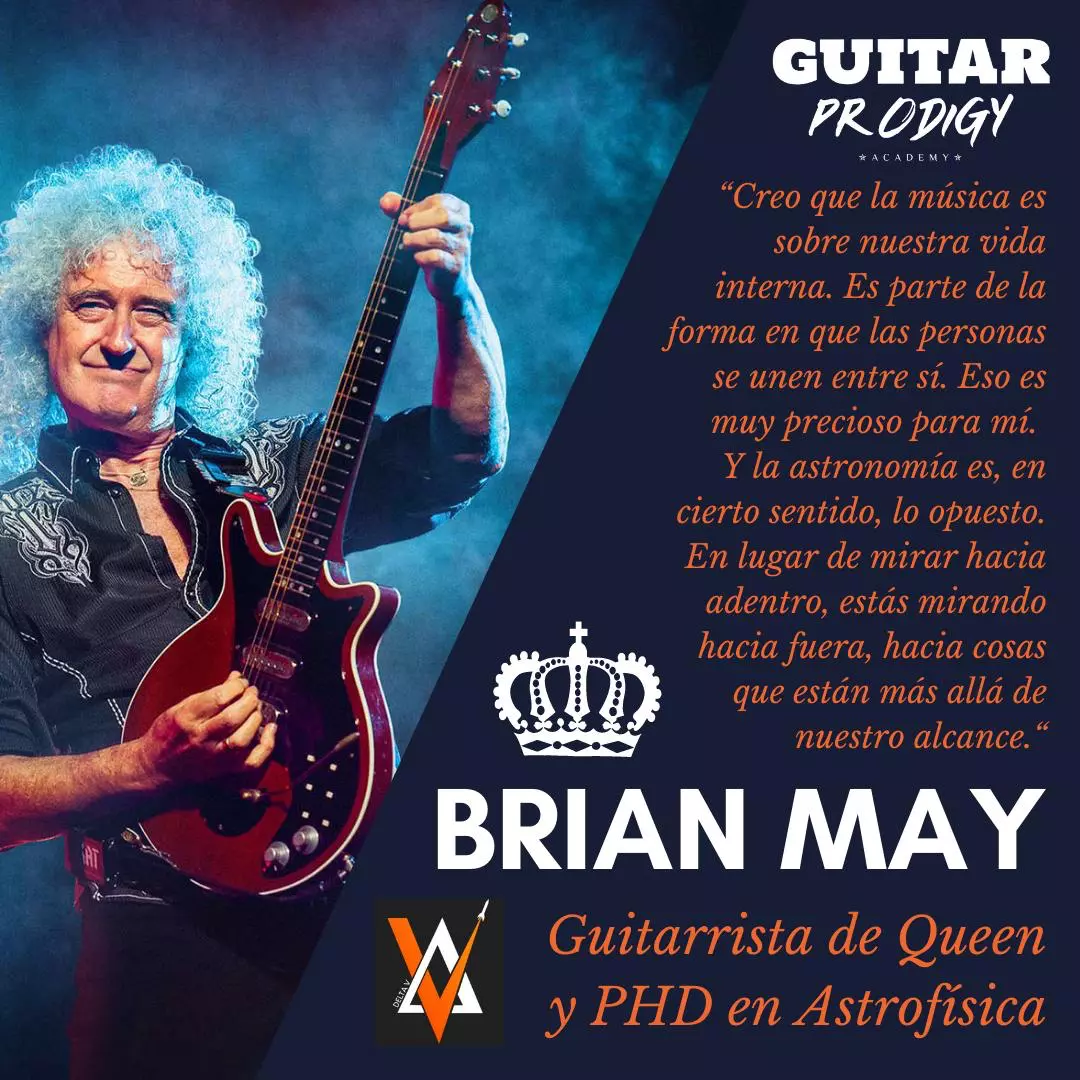 GUITAR
PRODIGY
★ACADEMY★
“Creo que la música es
sobre nuestra vida
interna. Es parte de la
forma en que las personas
se unen entre sí. Eso es
muy precioso para mí.
Y la astronomía es, en
cierto sentido, lo opuesto.
En lugar de mirar hacia
adentro, estás mirando
hacia fuera, hacia cosas
que están más allá de
nuestro alcance.“
BRIAN MAY
DELTA V
Guitarrista de Queen
y PHD en Astrofísica